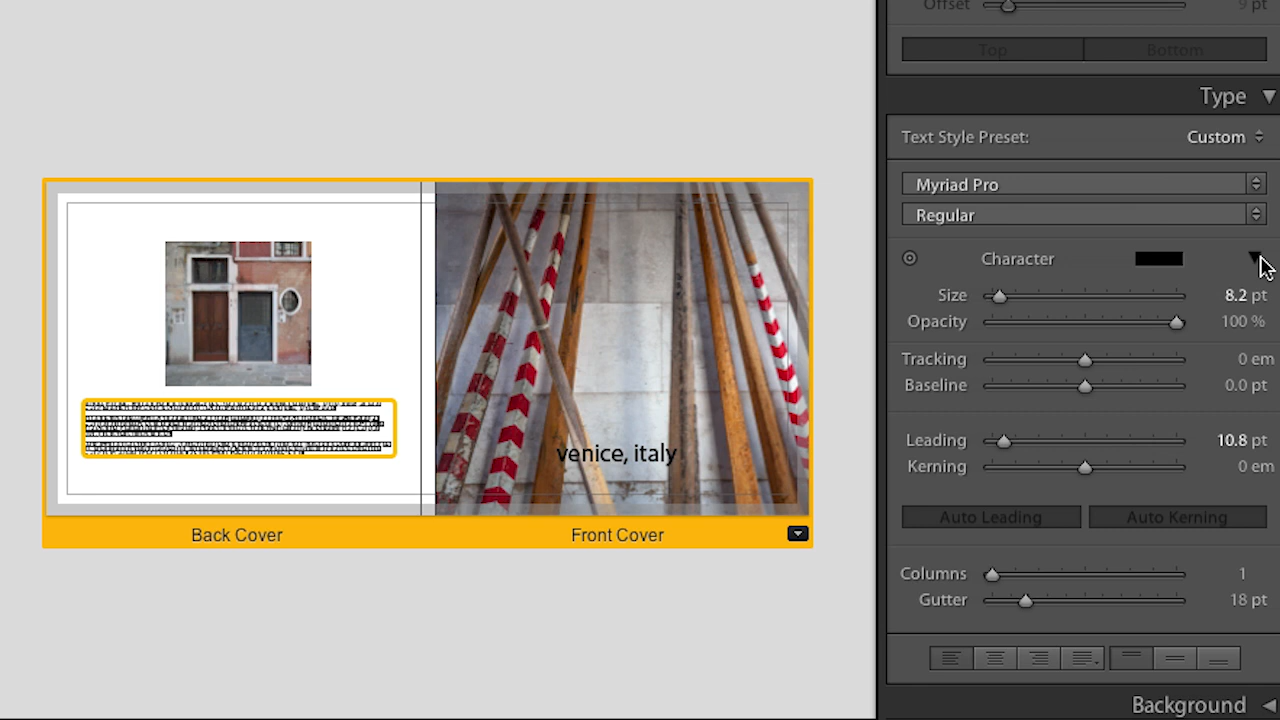 venice, italy
Back Cover
Front Cover
Offset 9 pt
Top Bottom
Type
Text Style Preset: Custom
Myriad Pro
Regular
Character
Size 8.2 pt
Opacity 100 %
Tracking 0 em
Baseline 0.0 pt
Leading 10.8 pt
Kerning 0 em
Auto Leading Auto Kerning
Columns 1
Gutter 18 pt
Background